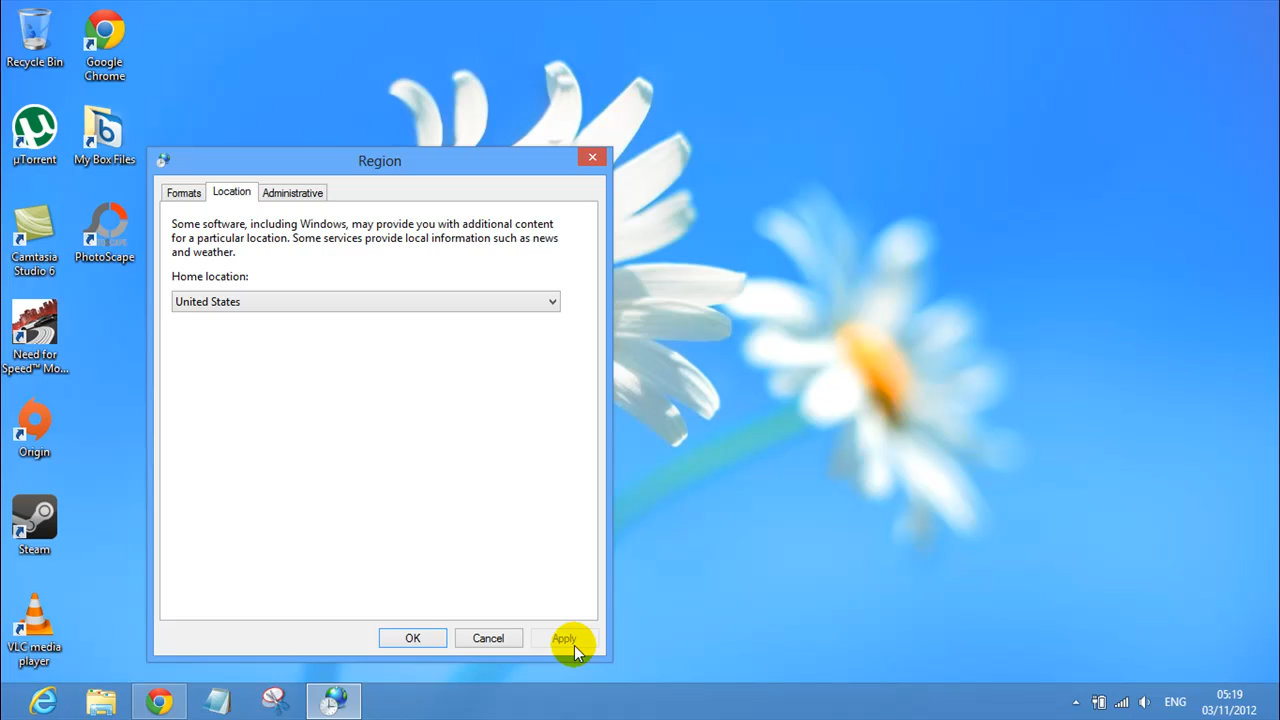 Recycle Bin
Google
Chrome
µTorrent
My Box Files
Camtasia
Studio 6
PhotoScape
Need for
Speed™ Mo...
Origin
Steam
VLC media
player
Region
Formats
Location
Administrative
Some software, including Windows, may provide you with additional content
for a particular location. Some services provide local information such as news
and weather.
Home location:
United States
OK
Cancel
Apply
ENG
05:19
03/11/2012